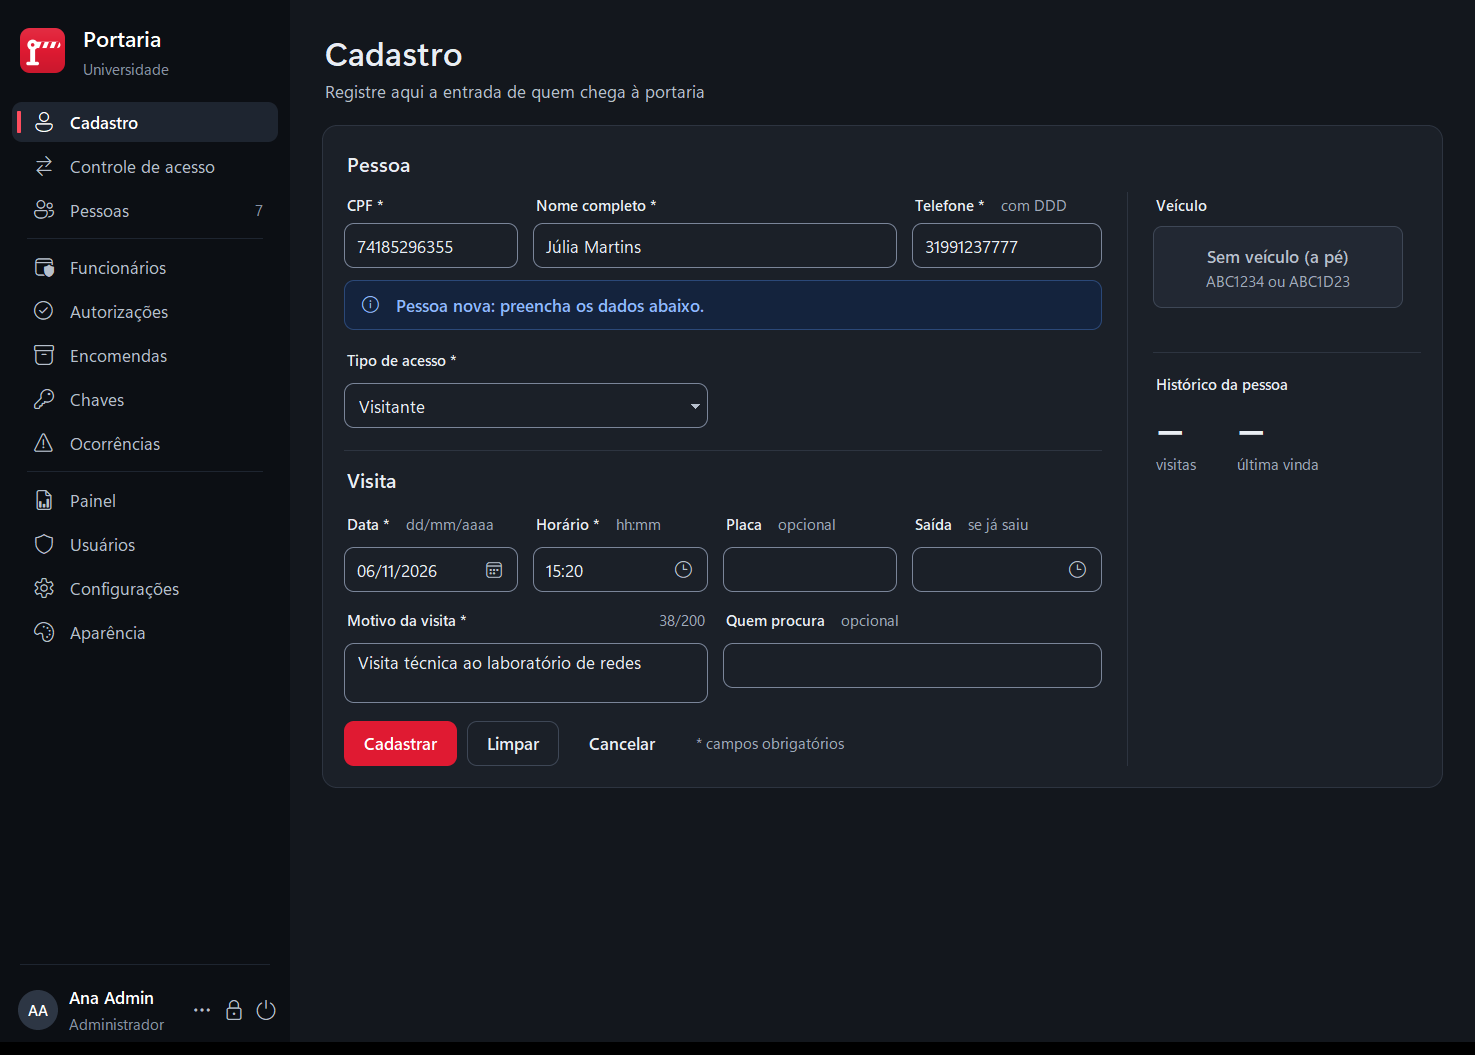 Portaria
Universidade
Cadastro
Controle de acesso
Pessoas 7
Funcionários
Autorizações
Encomendas
Chaves
Ocorrências
Painel
Usuários
Configurações
Aparência
AA
Ana Admin
Administrador
Cadastro
Registre aqui a entrada de quem chega à portaria
Pessoa
CPF * Nome completo * Telefone * com DDD
74185296355 Júlia Martins 31991237777
Pessoa nova: preencha os dados abaixo.
Tipo de acesso *
Visitante
Visita
Data * dd/mm/aaaa Horário * hh:mm Placa opcional Saída se já saiu
06/11/2026 15:20
Motivo da visita * 38/200 Quem procura opcional
Visita técnica ao laboratório de redes
Cadastrar Limpar Cancelar * campos obrigatórios
Veículo
Sem veículo (a pé)
ABC1234 ou ABC1D23
Histórico da pessoa
— —
visitas última vinda